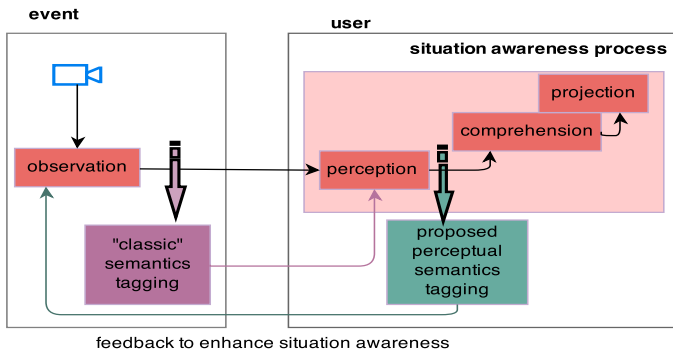 event
user
situation awareness process
projection
comprehension
observation
perception
"classic"
semantics
tagging
proposed
perceptual
semantics
tagging
feedback to enhance situation awareness